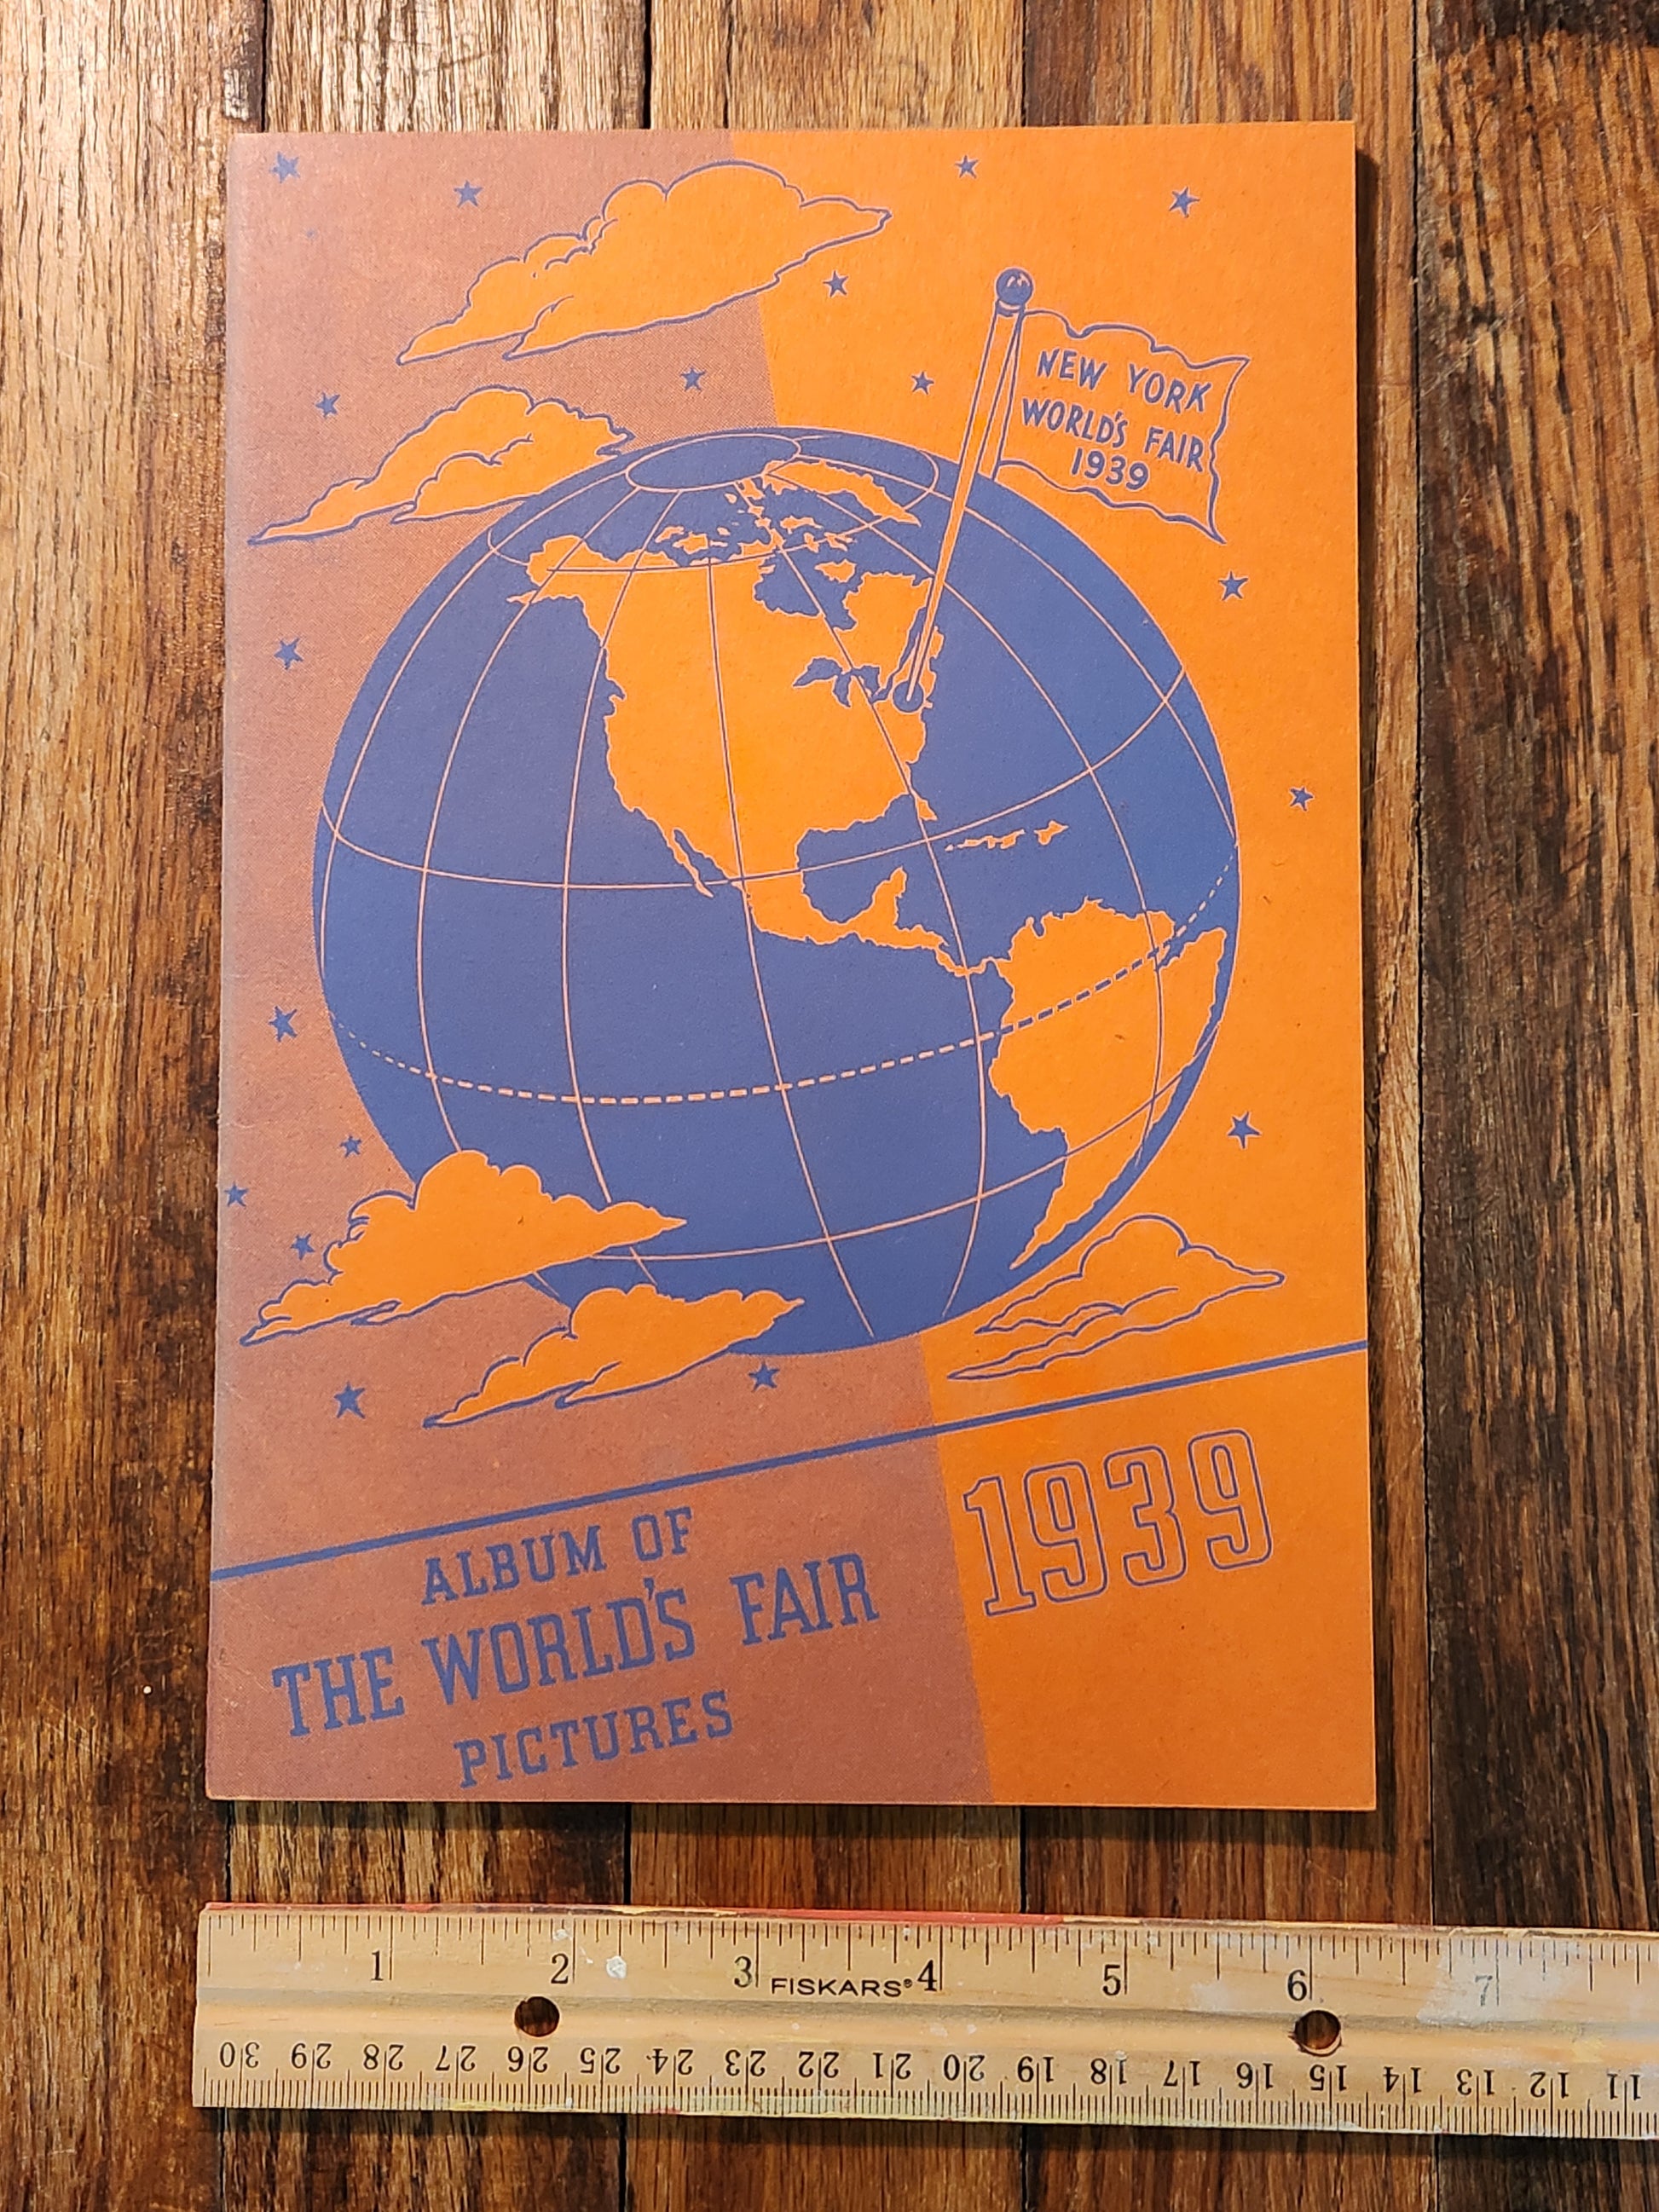 NEW YORK
WORLD'S FAIR
1939
ALBUM OF
THE WORLD'S FAIR
PICTURES
1939
1 2 3 FISKARS® 4 5 6 7
30 29 28 27 26 25 24 23 22 21 20 19 18 17 16 15 14 13 12 11